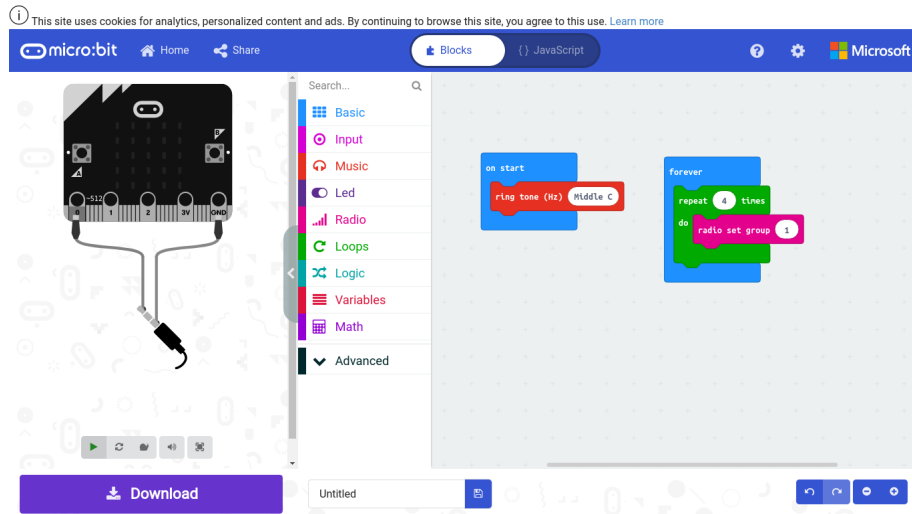 This site uses cookies for analytics, personalized content and ads. By continuing to browse this site, you agree to this use. Learn more
micro:bit Home Share Blocks {} JavaScript ? Microsoft
Search...
Basic
Input
Music
Led
Radio
Loops
Logic
Variables
Math
Advanced
B
A
~512
0 1 2 3V GND
on start
ring tone (Hz) Middle C
forever
repeat 4 times
do
radio set group 1
Download
Untitled